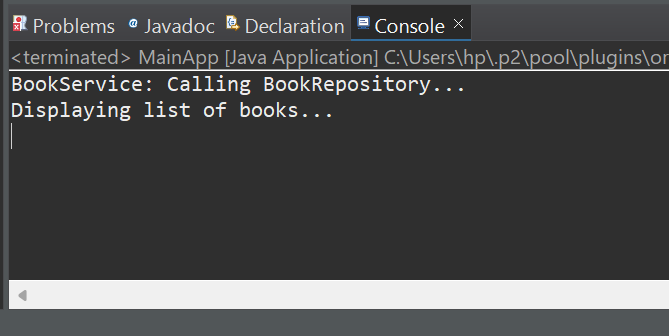 Problems @ Javadoc Declaration Console
<terminated> MainApp [Java Application] C:\Users\hp\.p2\pool\plugins\or
BookService: Calling BookRepository...
Displaying list of books...